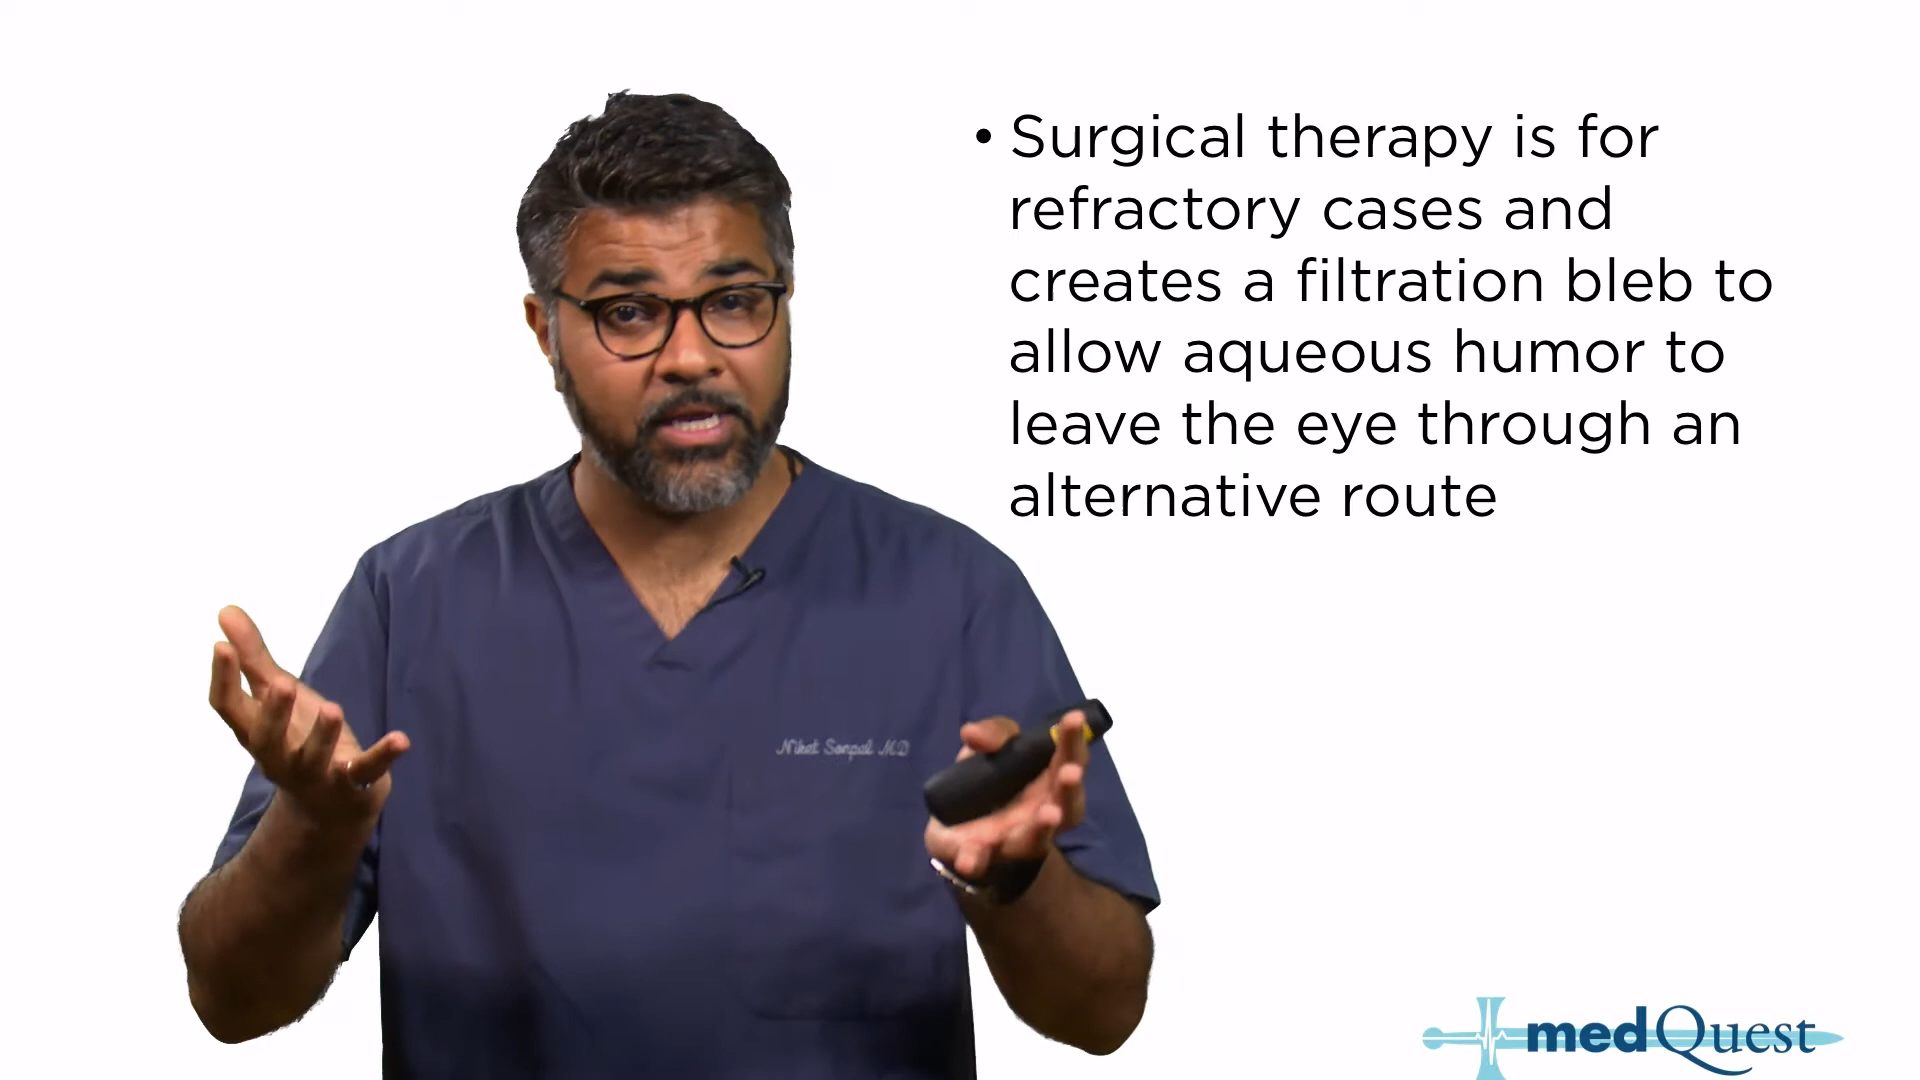 • Surgical therapy is for
refractory cases and
creates a filtration bleb to
allow aqueous humor to
leave the eye through an
alternative route
Niket Sonpal MD
medQuest